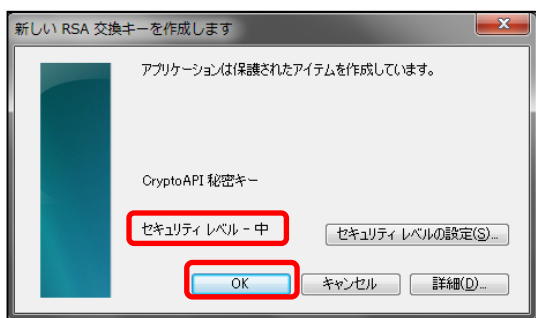 新しい RSA 交換キーを作成します
アプリケーションは保護されたアイテムを作成しています。
CryptoAPI 秘密キー
セキュリティ レベル - 中
セキュリティ レベルの設定(S)...
OK
キャンセル
詳細(D)...